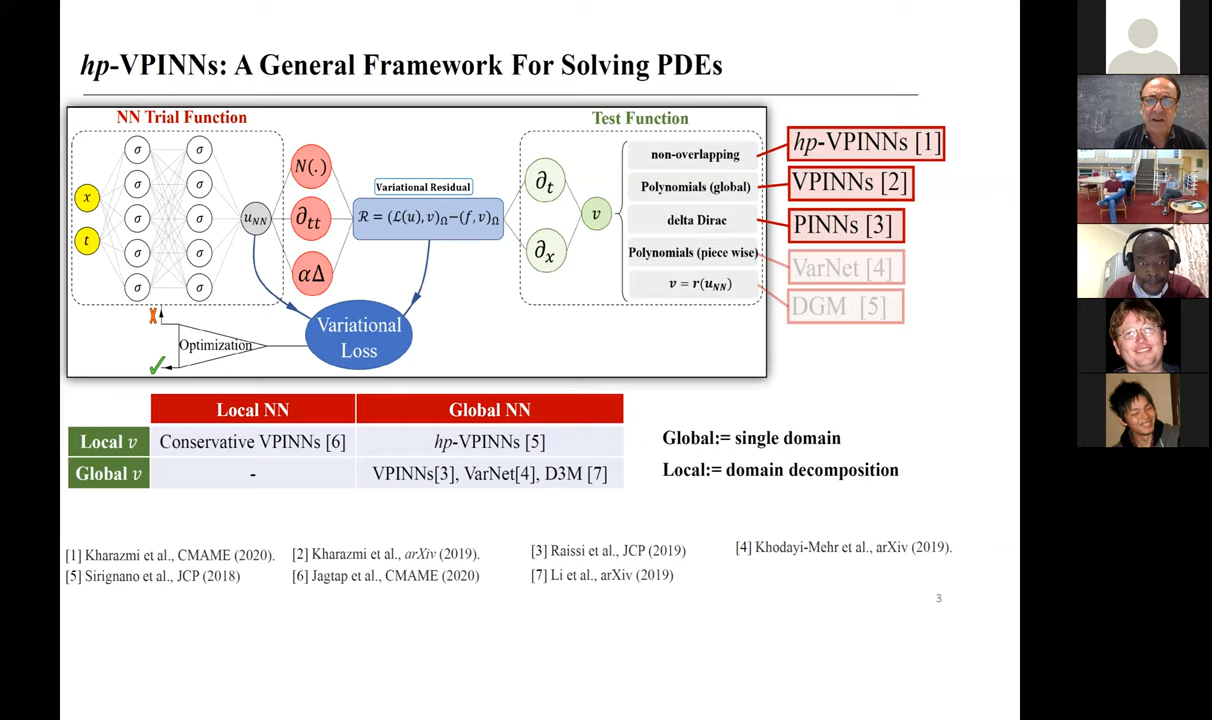 hp-VPINNs: A General Framework For Solving PDEs
NN Trial Function
Test Function
x
t
σ σ
σ σ
σ σ
σ σ
σ σ
u_NN
N(.)
∂_tt
αΔ
Variational Residual
ℛ = (ℒ(u), v)_Ω−(f, v)_Ω
∂_t
∂_x
v
non-overlapping
Polynomials (global)
delta Dirac
Polynomials (piece wise)
v = r(u_NN)
hp-VPINNs [1]
VPINNs [2]
PINNs [3]
VarNet [4]
DGM [5]
Optimization
Variational
Loss
Local NN Global NN
Local v Conservative VPINNs [6] hp-VPINNs [5]
Global v - VPINNs[3], VarNet[4], D3M [7]
Global:= single domain
Local:= domain decomposition
[1] Kharazmi et al., CMAME (2020). [2] Kharazmi et al., arXiv (2019). [3] Raissi et al., JCP (2019) [4] Khodayi-Mehr et al., arXiv (2019).
[5] Sirignano et al., JCP (2018) [6] Jagtap et al., CMAME (2020) [7] Li et al., arXiv (2019)
3